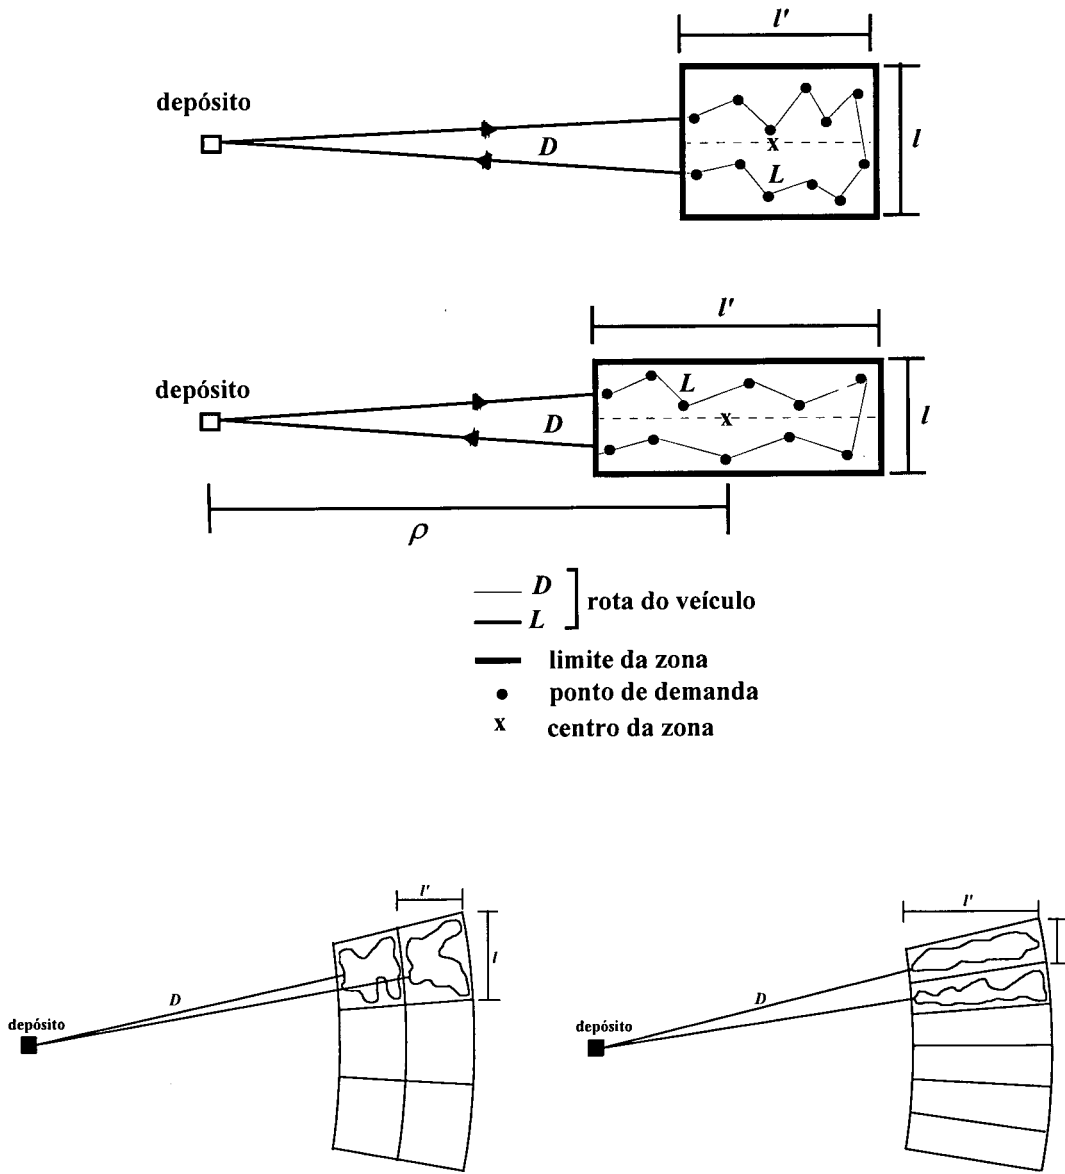 l'
depósito
D
x
L
l
l'
depósito
L
D
x
l
ρ
D
L
rota do veículo
limite da zona
ponto de demanda
x centro da zona
l'
l
D
depósito
l'
D
depósito